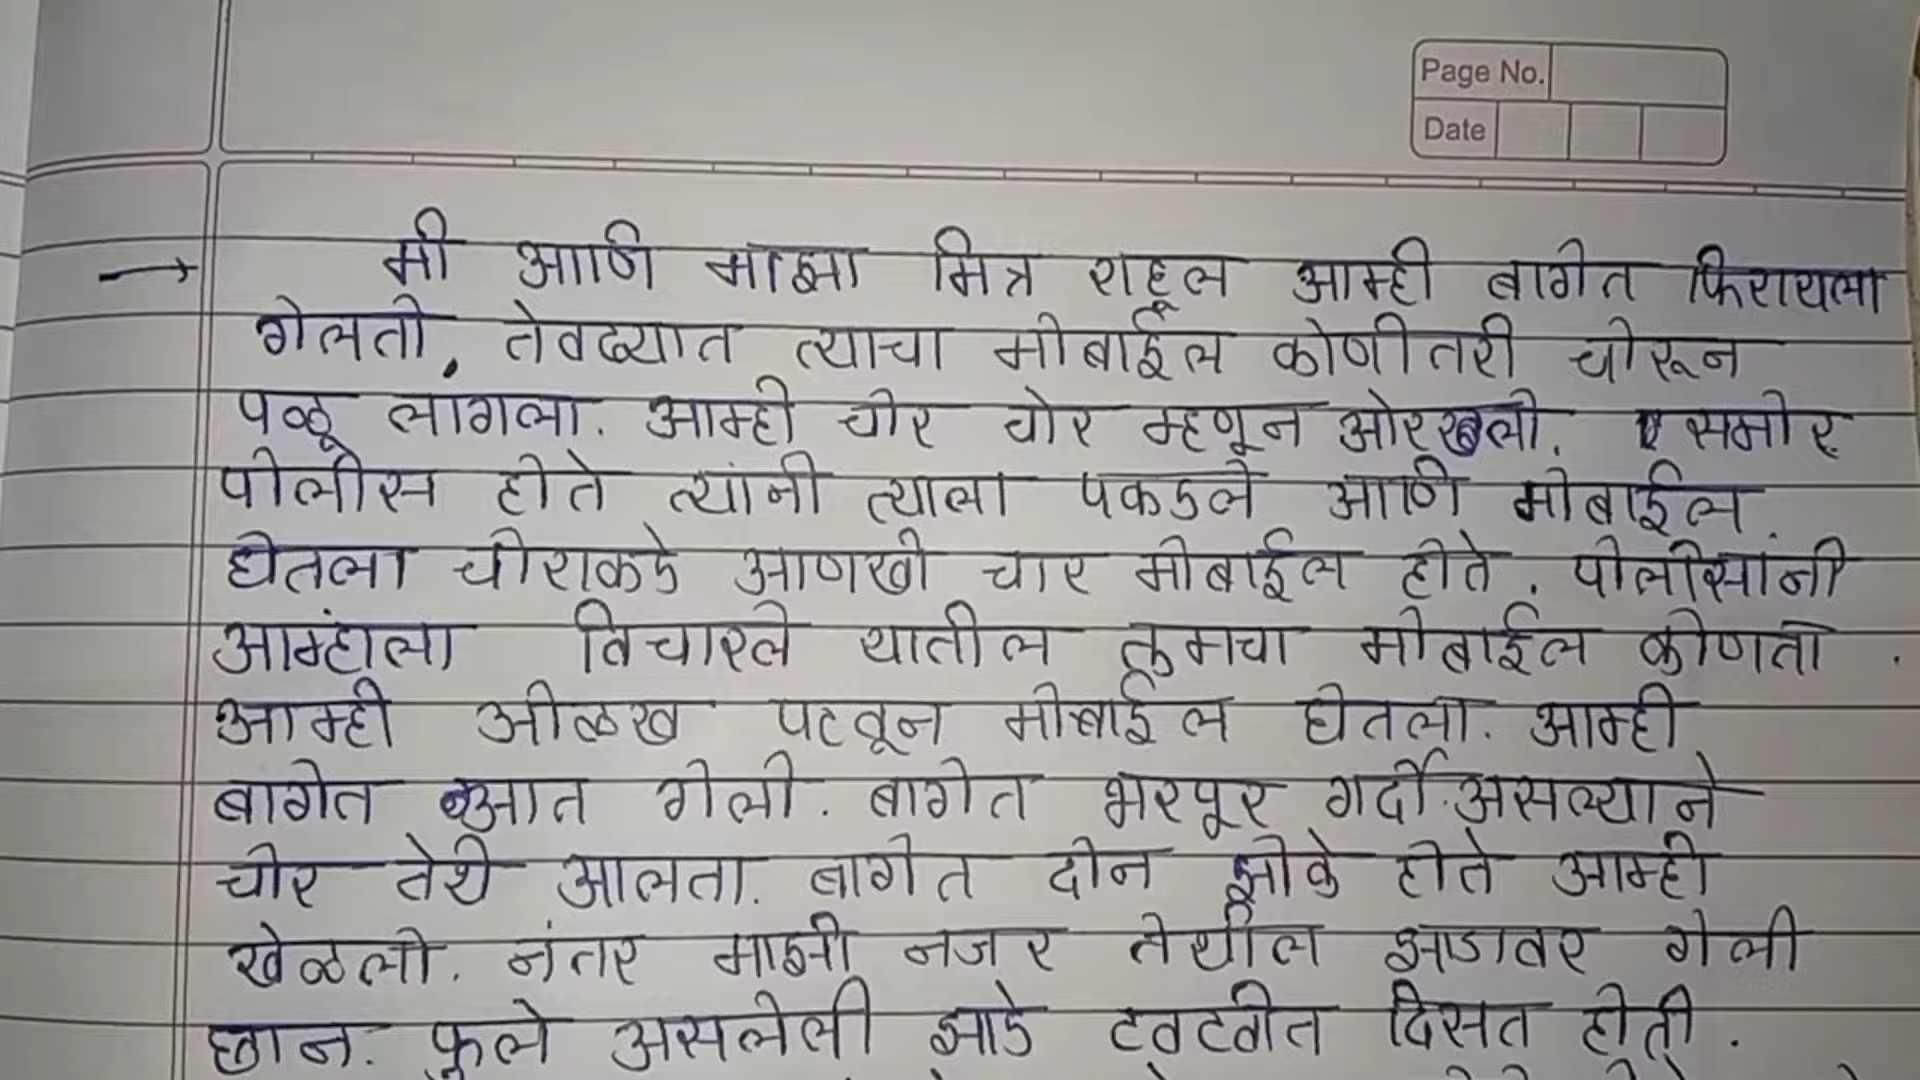 Page No.
Date
→ मी आणि माझा मित्र राहूल आम्ही बागेत फिरायला
गेलतो, तेवढ्यात त्याचा मोबाईल कोणीतरी चोरून
पळू लागला. आम्ही चोर चोर म्हणून ओरखलो. समोर
पोलीस होते त्यांनी त्याला पकडले आणि मोबाईल
घेतला चोराकडे आणखी चार मोबाईल होते. पोलीसांनी
आम्हांला विचारले यातील तुमचा मोबाईल कोणता.
आम्ही ओळख पटवून मोबाईल घेतला. आम्ही
बागेत आत गेलो. बागेत भरपूर गर्दी असल्याने
चोर तेथे आलता. बागेत दोन झोके होते आम्ही
खेळलो. नंतर माझी नजर तेथील झाडावर गेली
छान. फुले असलेली झाडे टवटवीत दिसत होती.